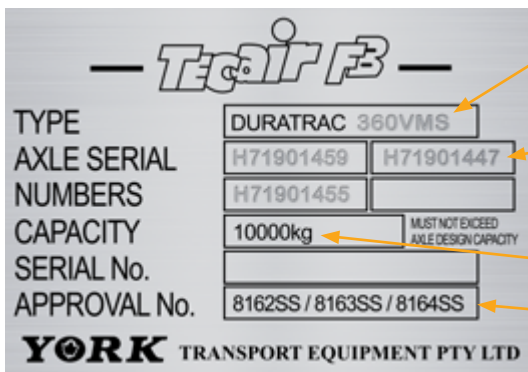 Tecair F3
TYPE DURATRAC 360VMS
AXLE SERIAL H71901459 H71901447
NUMBERS H71901455
CAPACITY 10000kg MUST NOT EXCEED
AXLE DESIGN CAPACITY
SERIAL No.
APPROVAL No. 8162SS / 8163SS / 8164SS
YORK TRANSPORT EQUIPMENT PTY LTD